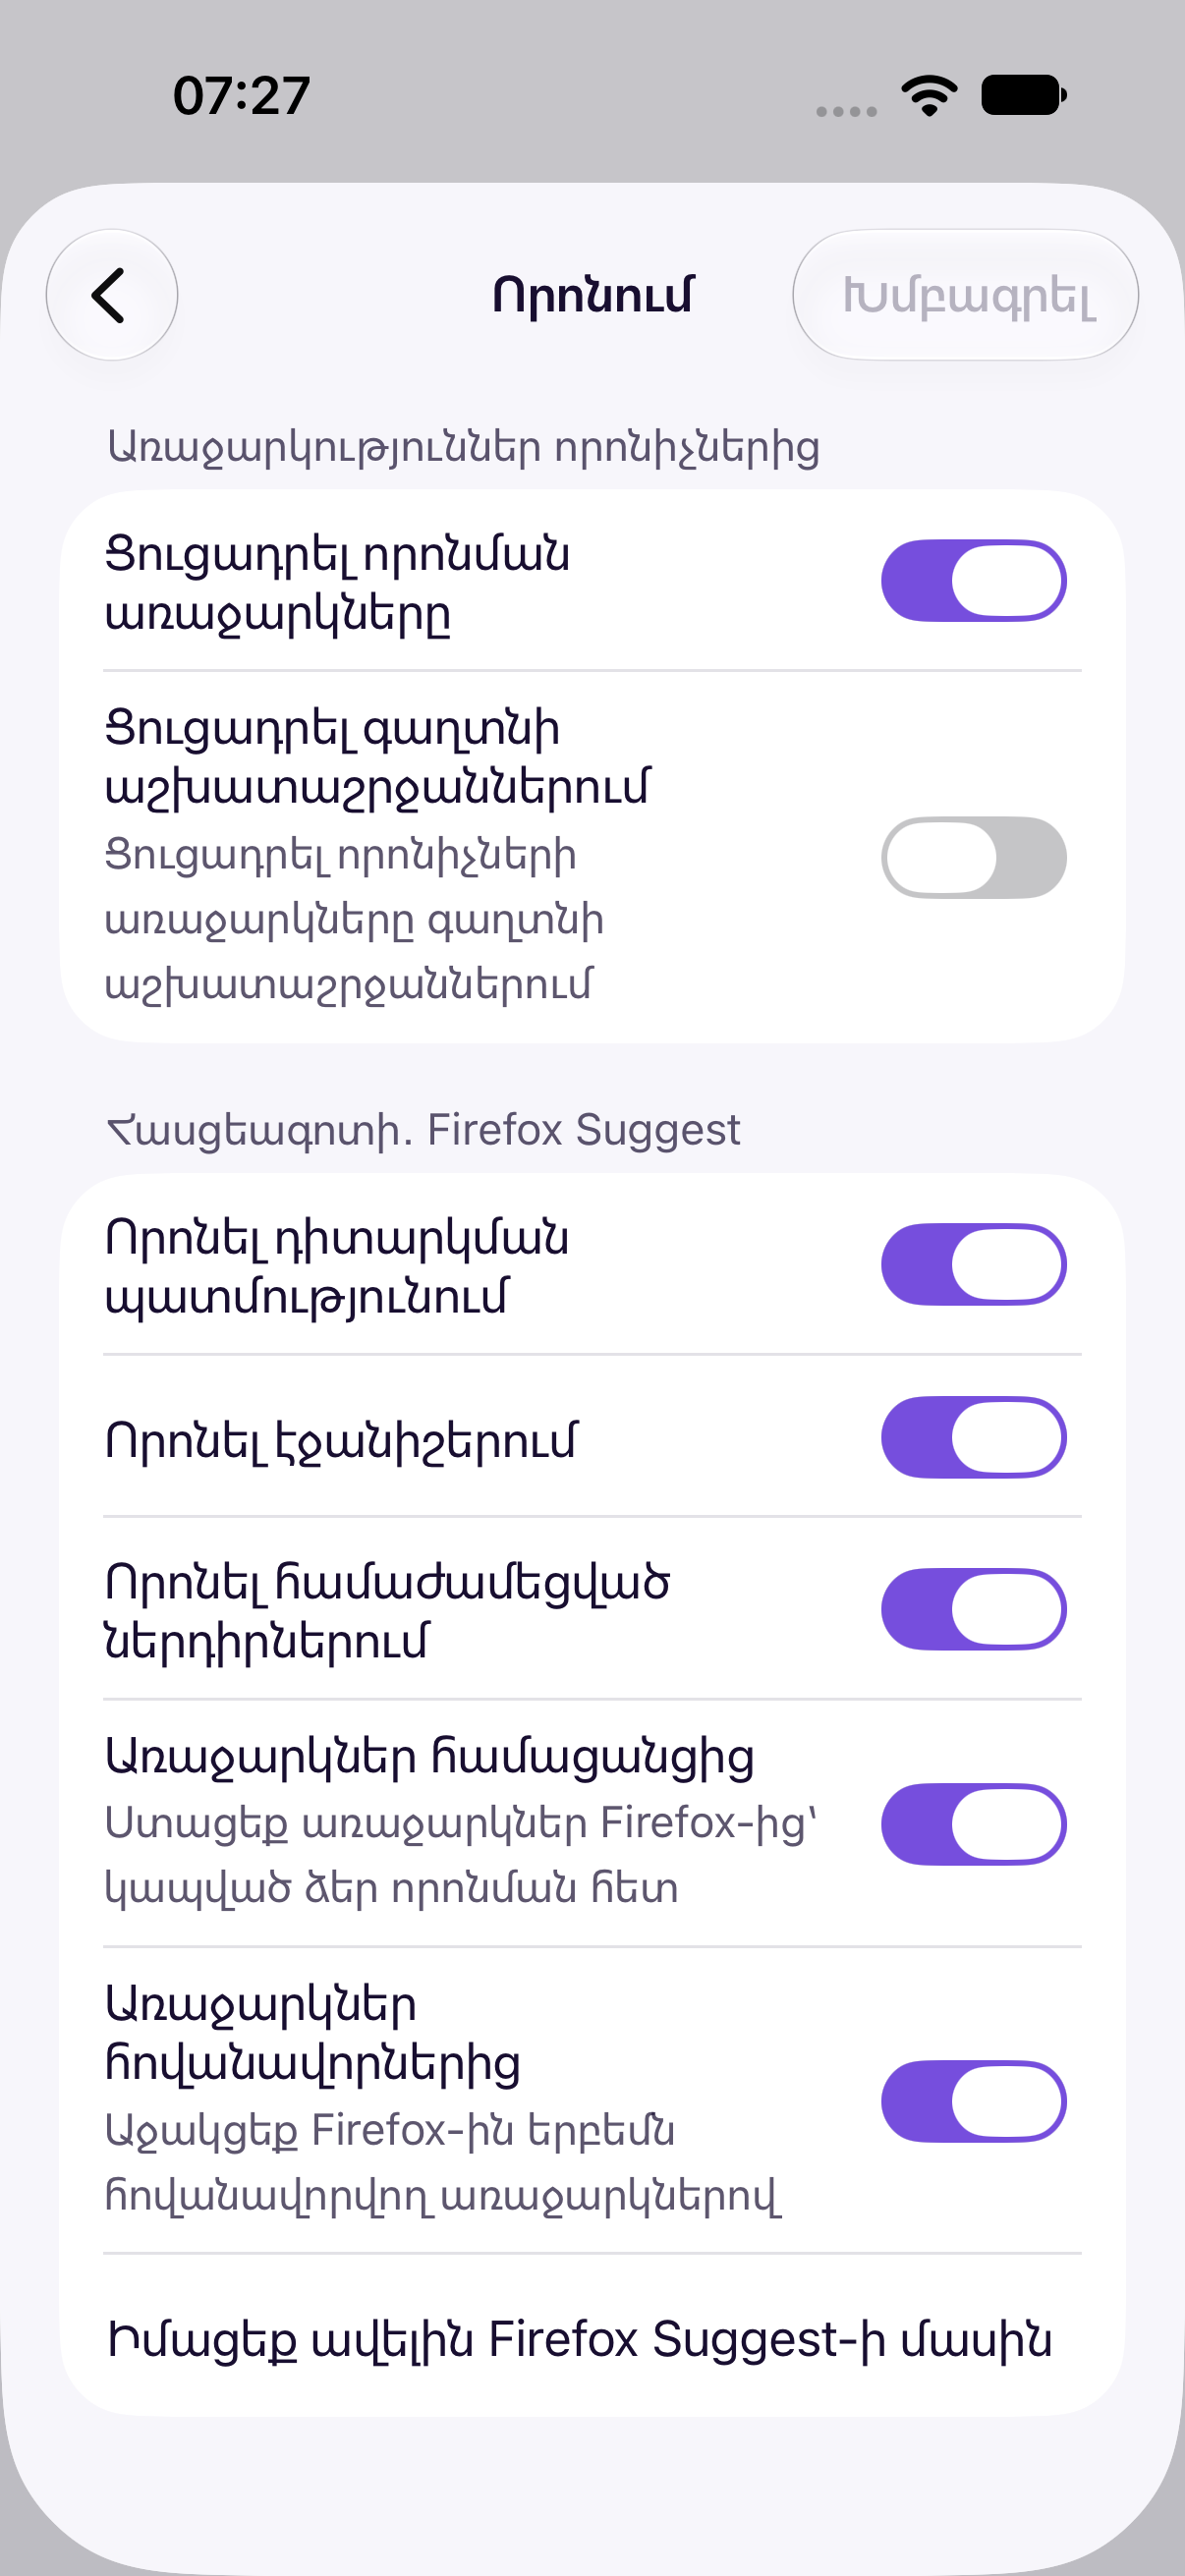 07:27
Որոնում
Խմբագրել
Առաջարկություններ որոնիչներից
Ցուցադրել որոնման
առաջարկները
Ցուցադրել գաղտնի
աշխատաշրջաններում
Ցուցադրել որոնիչների
առաջարկները գաղտնի
աշխատաշրջաններում
Հասցեագոտի. Firefox Suggest
Որոնել դիտարկման
պատմությունում
Որոնել էջանիշերում
Որոնել համաժամեցված
ներդիրներում
Առաջարկներ համացանցից
Ստացեք առաջարկներ Firefox-ից՝
կապված ձեր որոնման հետ
Առաջարկներ
հովանավորներից
Աջակցեք Firefox-ին երբեմն
հովանավորվող առաջարկներով
Իմացեք ավելին Firefox Suggest-ի մասին